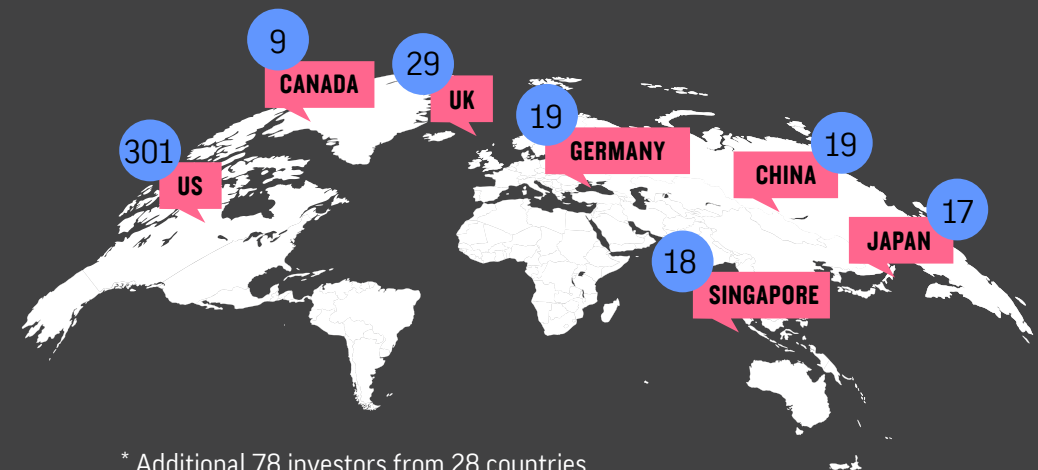 9
CANADA
29
UK
19
GERMANY
301
US
19
CHINA
17
JAPAN
18
SINGAPORE
* Additional 78 investors from 28 countries